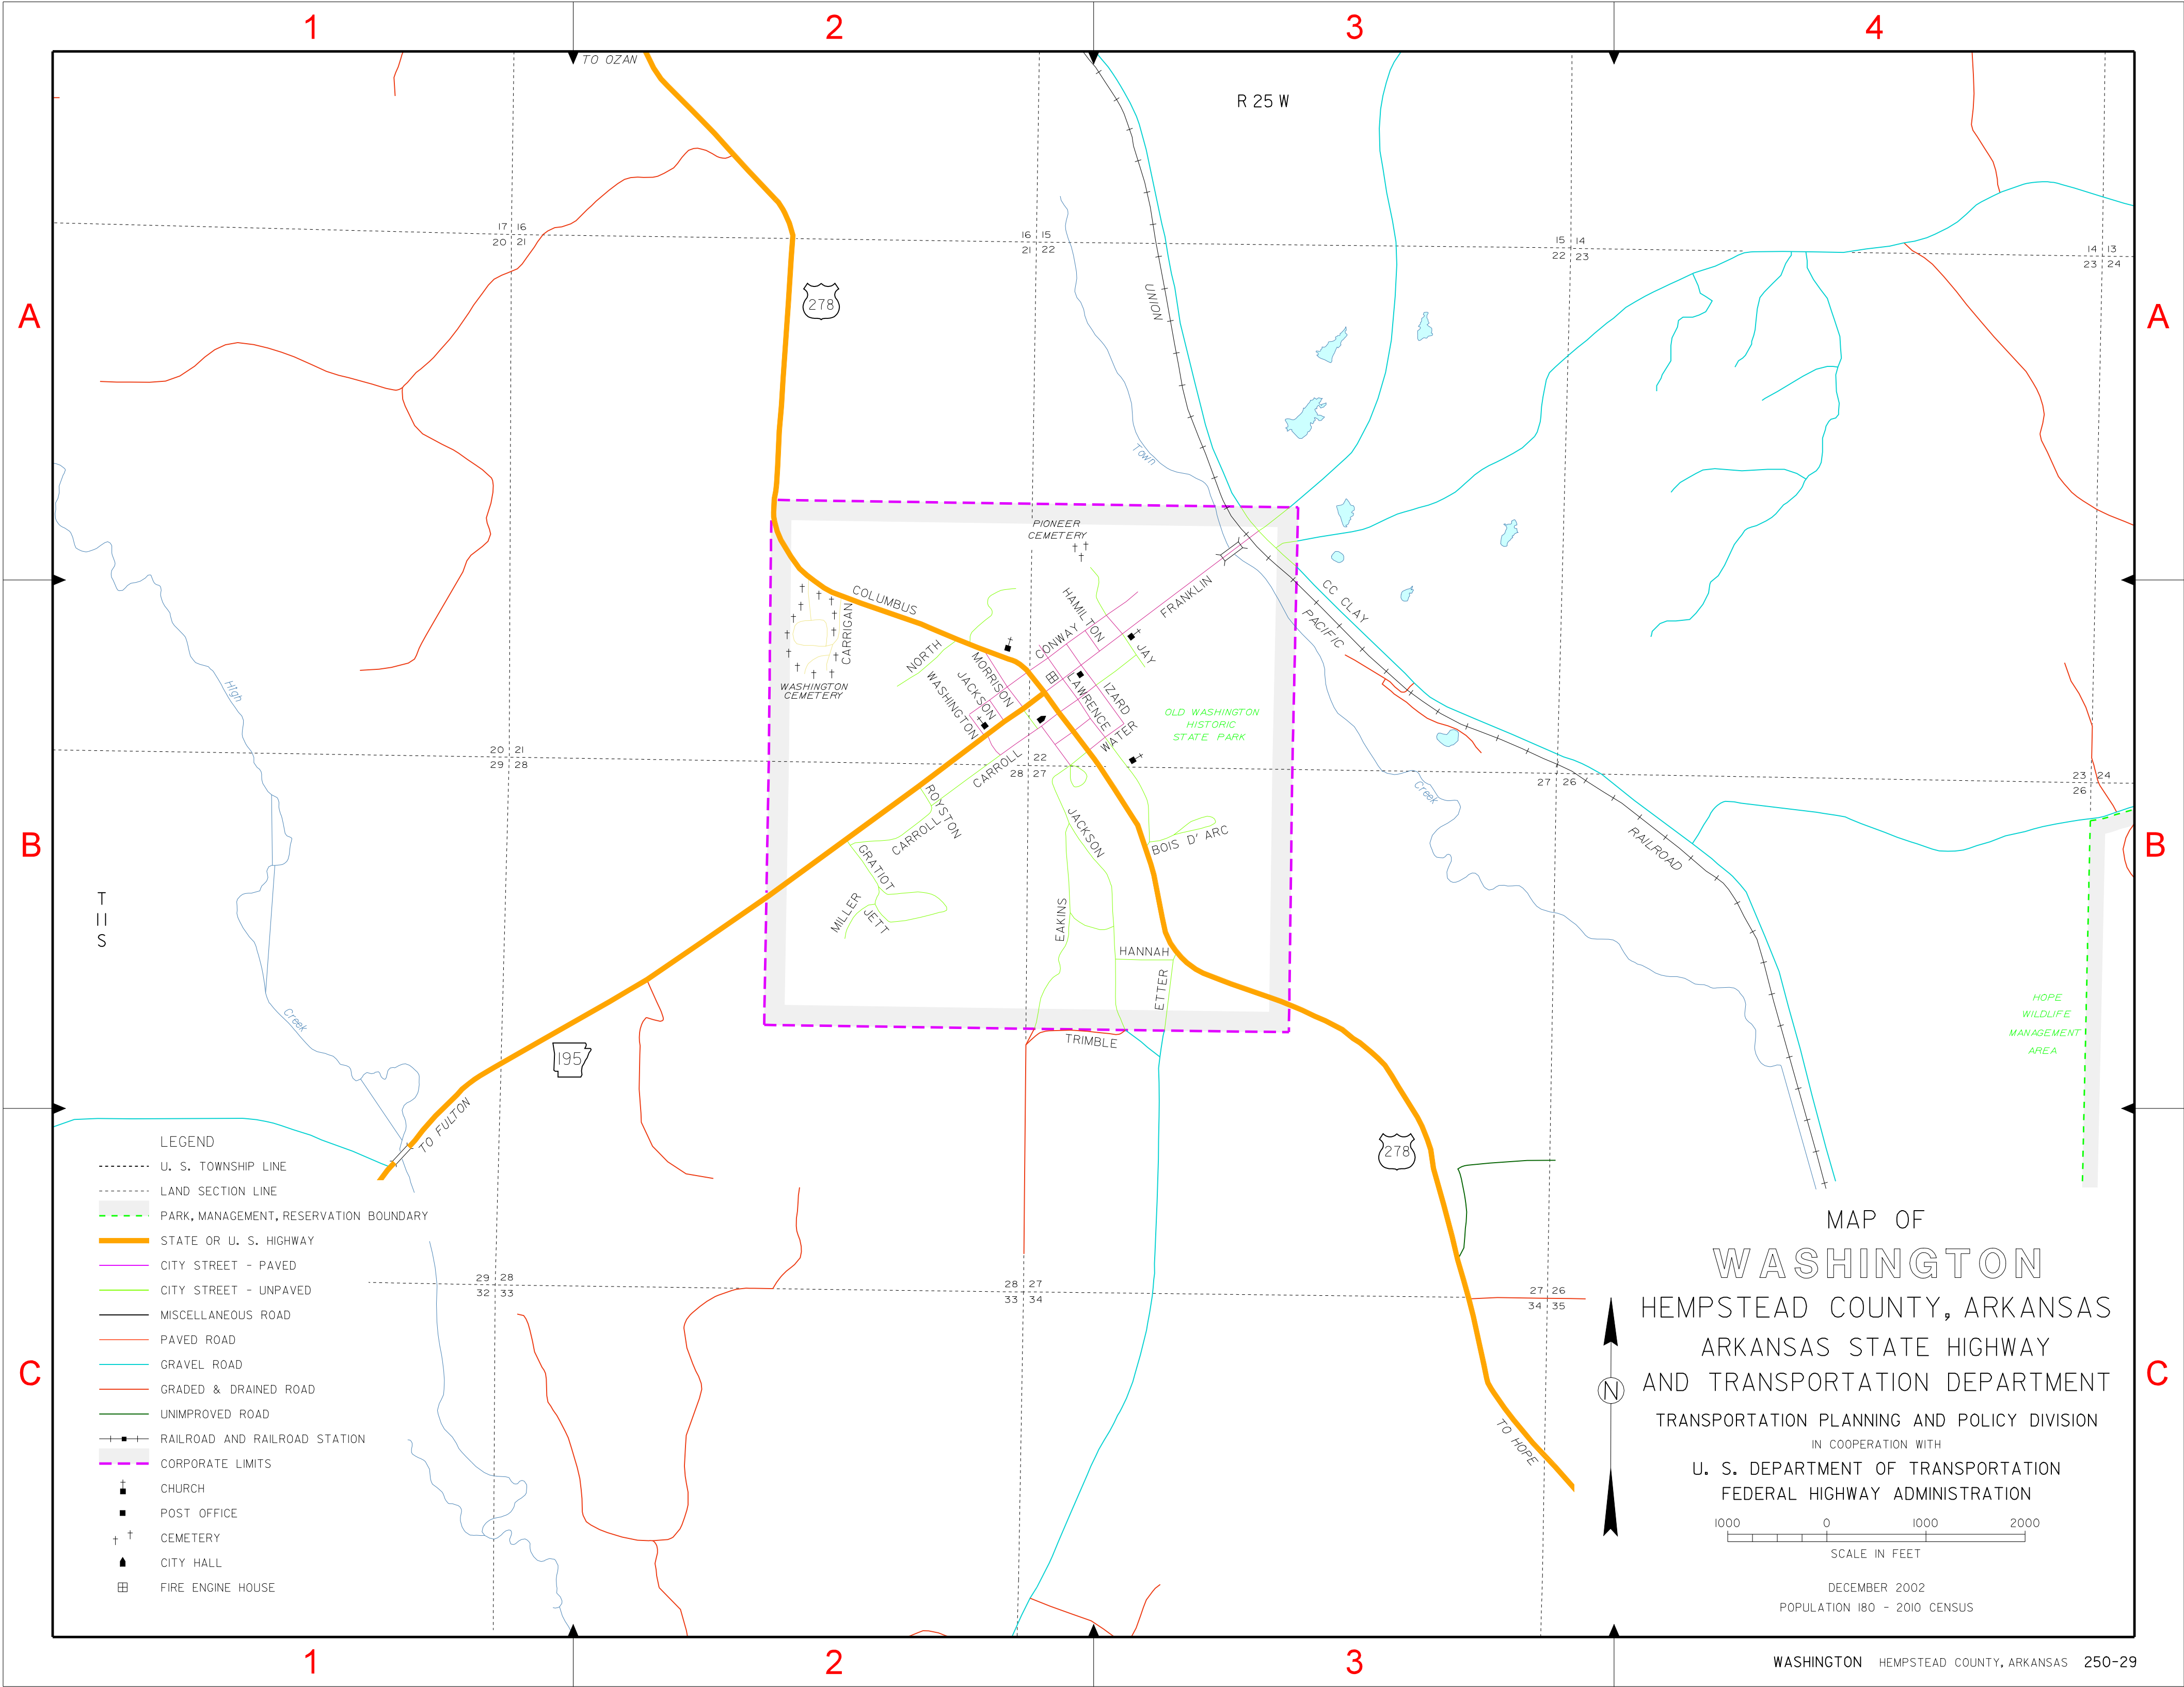 1
2
3
4
TO OZAN
R 25 W
17 16
20 21
16 15
21 22
15 14
22 23
14 13
23 24
A
A
278
UNION
Town
PIONEER
CEMETERY
COLUMBUS
CARRIGAN
HAMILTON
FRANKLIN
CC CLAY
PACIFIC
NORTH
CONWAY
JAY
MORRISON
JACKSON
WASHINGTON
LAWRENCE
IZARD
WATER
WASHINGTON
CEMETERY
OLD WASHINGTON
HISTORIC
STATE PARK
High
20 21
29 28
22
28 27
27 26
23 24
26
CARROLL
ROYSTON
CARROLL
JACKSON
BOIS D' ARC
Creek
RAILROAD
B
B
GRATIOT
MILLER
JETT
EAKINS
HANNAH
ETTER
TRIMBLE
T
11
S
Creek
HOPE
WILDLIFE
MANAGEMENT
AREA
195
TO FULTON
278
LEGEND
U. S. TOWNSHIP LINE
LAND SECTION LINE
PARK, MANAGEMENT, RESERVATION BOUNDARY
STATE OR U. S. HIGHWAY
CITY STREET - PAVED
CITY STREET - UNPAVED
MISCELLANEOUS ROAD
PAVED ROAD
GRAVEL ROAD
GRADED & DRAINED ROAD
UNIMPROVED ROAD
RAILROAD AND RAILROAD STATION
CORPORATE LIMITS
CHURCH
POST OFFICE
CEMETERY
CITY HALL
FIRE ENGINE HOUSE
29 28
32 33
28 27
33 34
27 26
34 35
C
C
TO HOPE
N
MAP OF
WASHINGTON
HEMPSTEAD COUNTY, ARKANSAS
ARKANSAS STATE HIGHWAY
AND TRANSPORTATION DEPARTMENT
TRANSPORTATION PLANNING AND POLICY DIVISION
IN COOPERATION WITH
U. S. DEPARTMENT OF TRANSPORTATION
FEDERAL HIGHWAY ADMINISTRATION
1000 0 1000 2000
SCALE IN FEET
DECEMBER 2002
POPULATION 180 - 2010 CENSUS
1
2
3
WASHINGTON HEMPSTEAD COUNTY, ARKANSAS 250-29